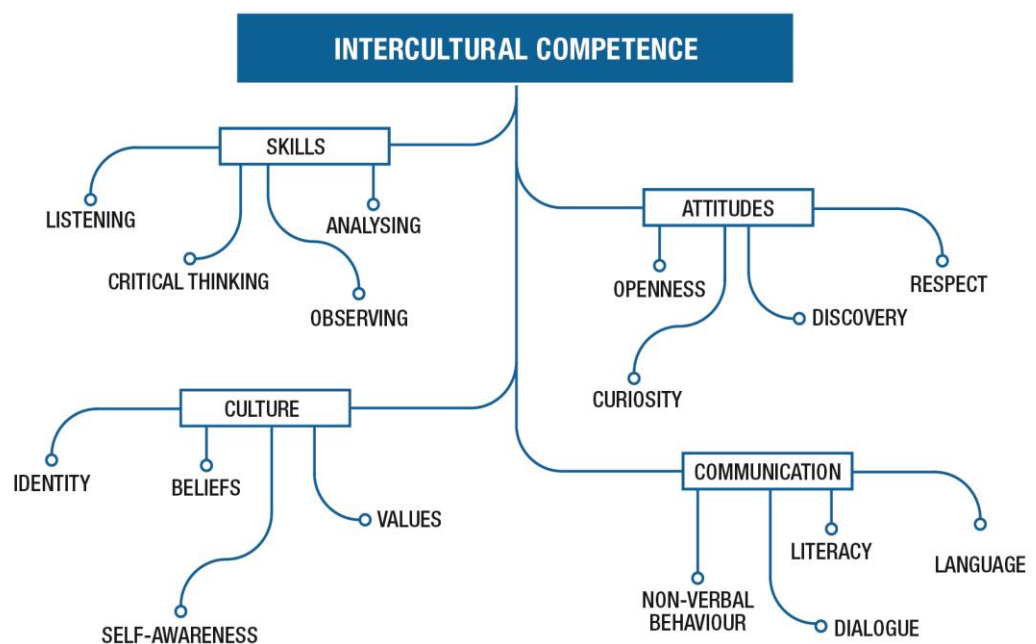 INTERCULTURAL COMPETENCE
SKILLS
LISTENING
CRITICAL THINKING
OBSERVING
ANALYSING
ATTITUDES
OPENNESS
CURIOSITY
DISCOVERY
RESPECT
CULTURE
IDENTITY
BELIEFS
SELF-AWARENESS
VALUES
COMMUNICATION
NON-VERBAL
BEHAVIOUR
DIALOGUE
LITERACY
LANGUAGE